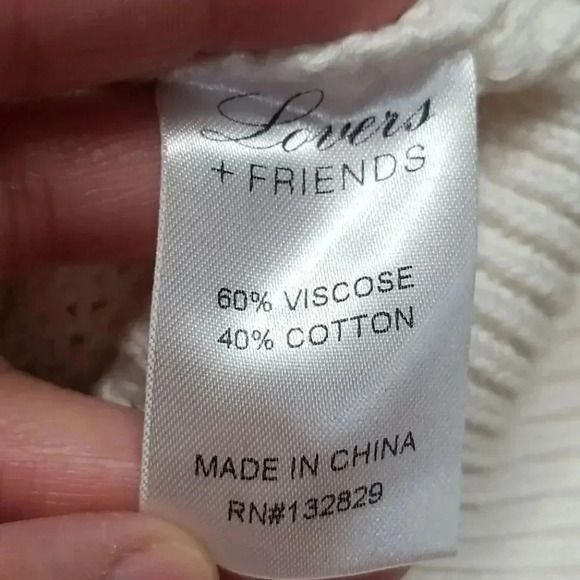 Lovers
+ FRIENDS
60% VISCOSE
40% COTTON
MADE IN CHINA
RN#132829